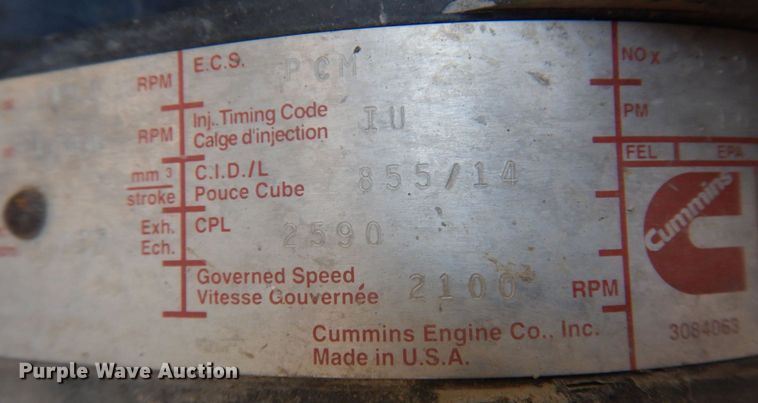 RPM
E.C.S. PCM
NOx
RPM
Inj. Timing Code IU
Calge d'injection
PM
mm³
stroke
C.I.D./L 855/14
Pouce Cube
FEL EPA
Exh.
Ech.
CPL 2590
Cummins
Governed Speed
Vitesse Gouvernée 2100 RPM
Cummins Engine Co., Inc.
Made in U.S.A.
3084063
Purple Wave Auction